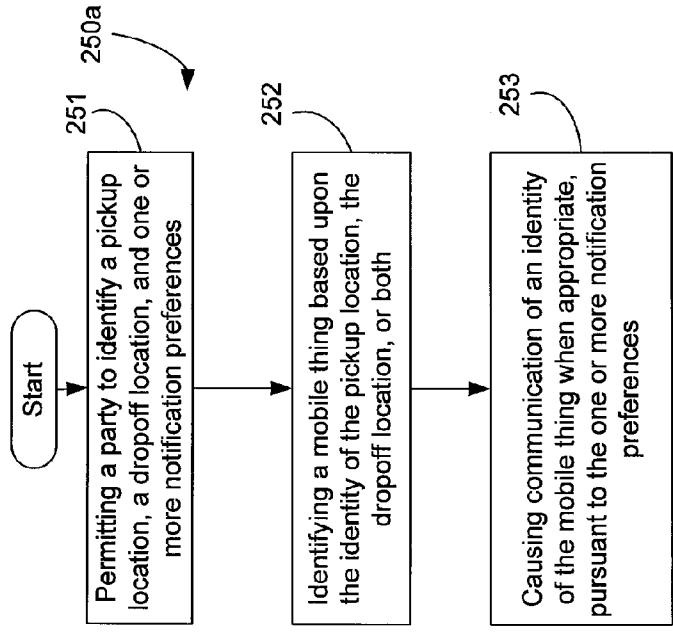 Start
250a
251
Permitting a party to identify a pickup
location, a dropoff location, and one or
more notification preferences
252
Identifying a mobile thing based upon
the identity of the pickup location, the
dropoff location, or both
253
Causing communication of an identity
of the mobile thing when appropriate,
pursuant to the one or more notification
preferences